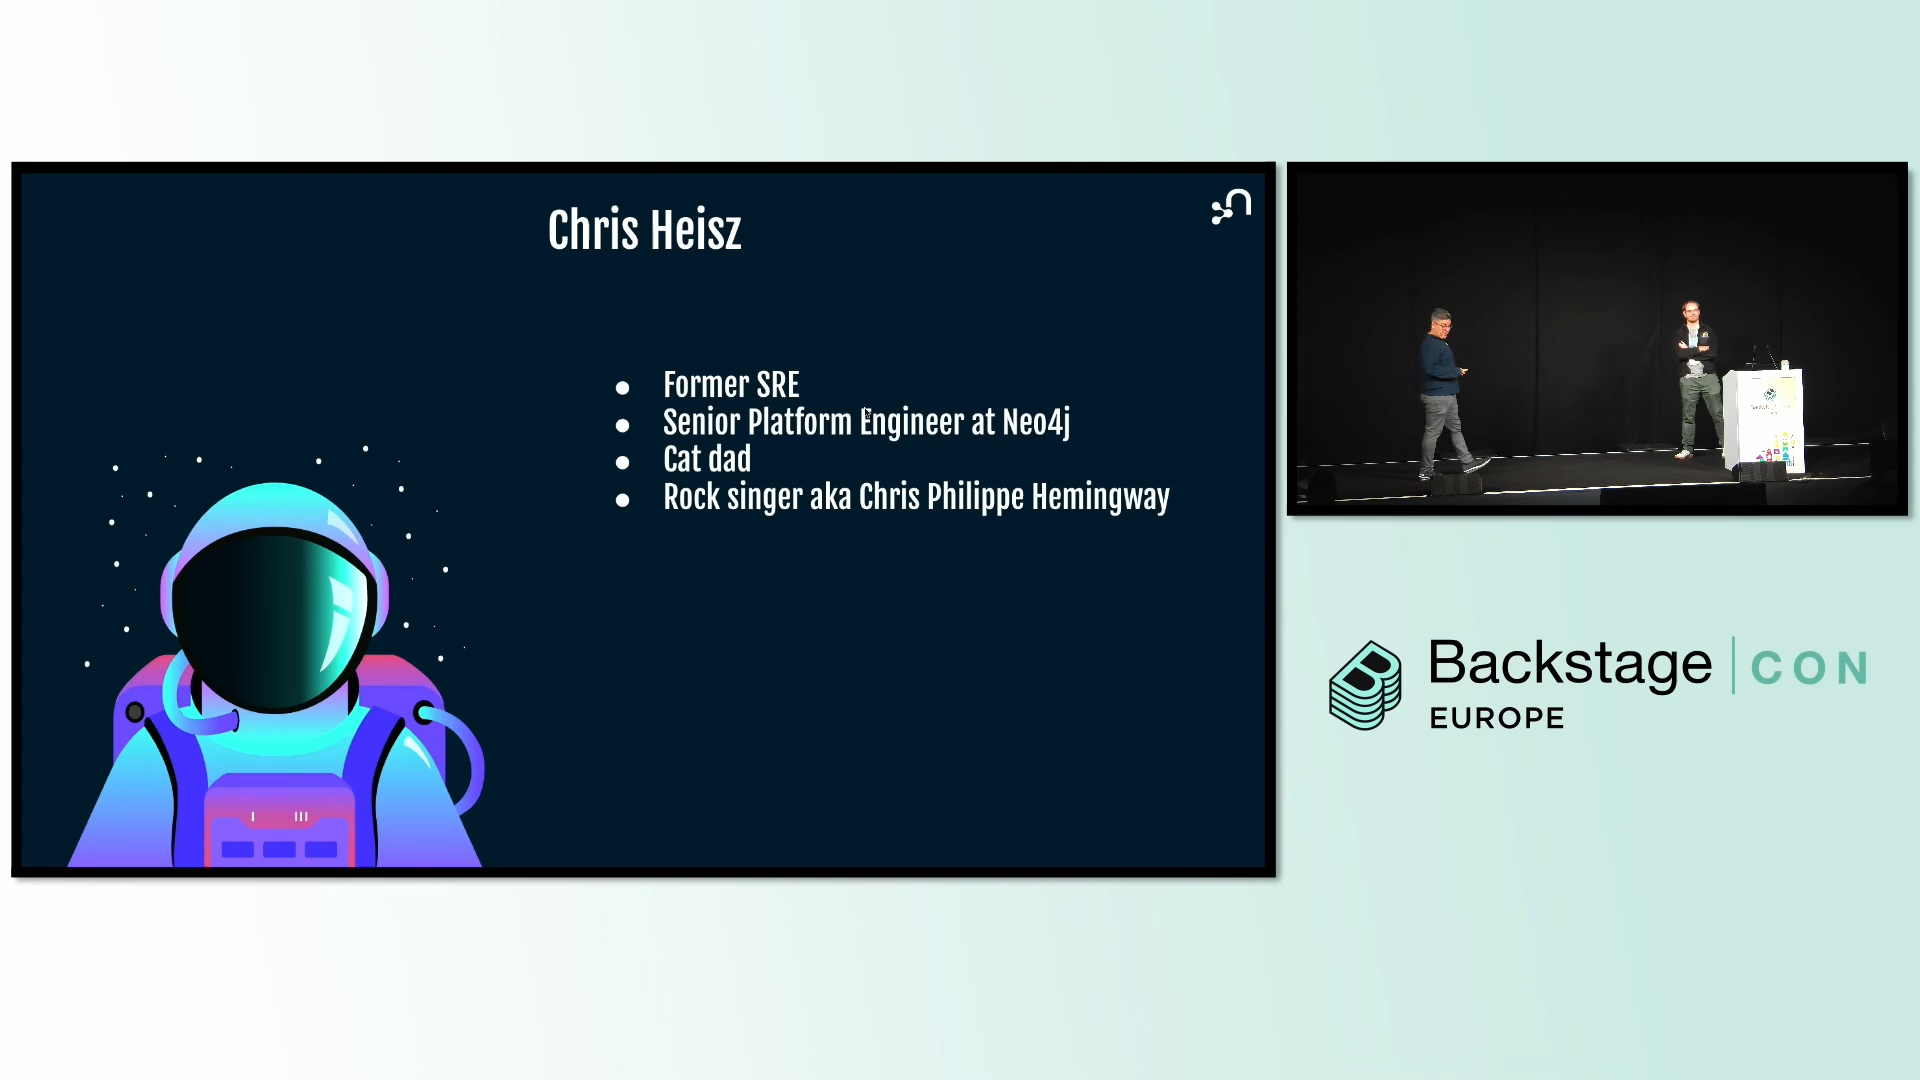 Chris Heisz
Former SRE
Senior Platform Engineer at Neo4j
Cat dad
Rock singer aka Chris Philippe Hemingway
Backstage CON
EUROPE